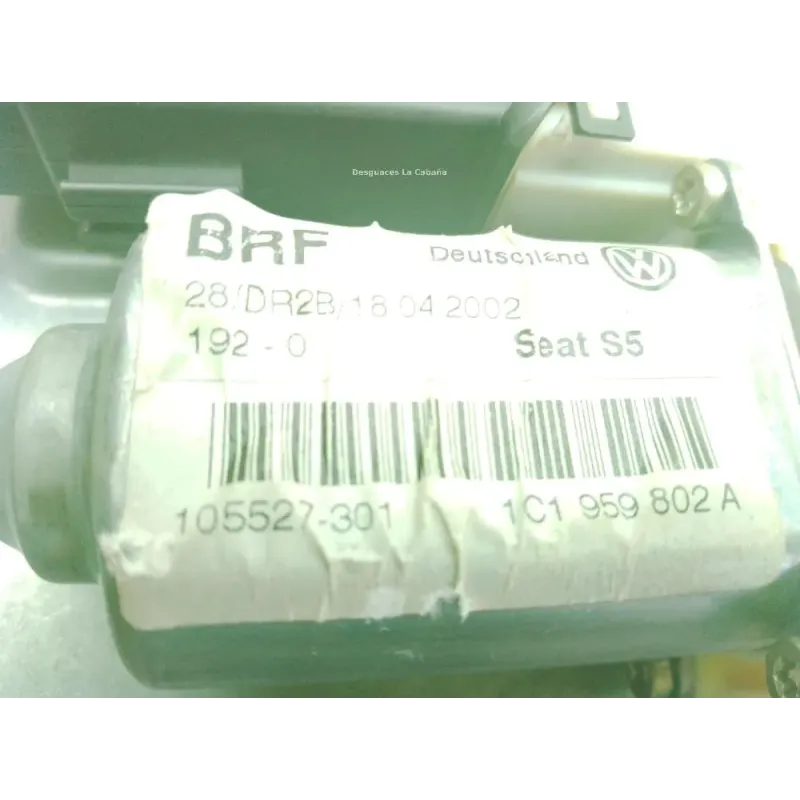 Desguaces La Cabaña
BRF Deutschland VW
28/DR2B/18 04 2002
192 - 0 Seat S5
105527-301 1C1 959 802 A